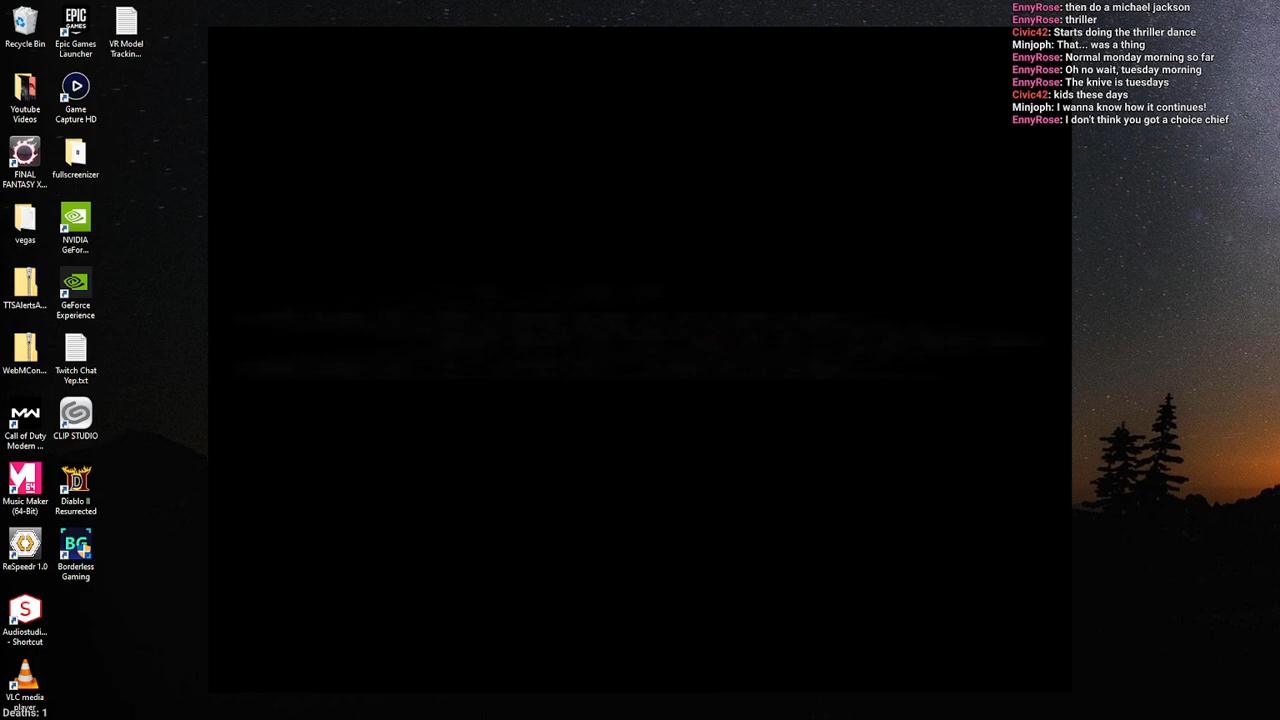 Recycle Bin
Epic Games
Launcher
VR Model
Trackin...
Youtube
Videos
Game
Capture HD
FINAL
FANTASY X...
fullscreenizer
vegas
NVIDIA
GeFor...
TTSAlertsA...
GeForce
Experience
WebMCon...
Twitch Chat
Yep.txt
Call of Duty
Modern ...
CLIP STUDIO
Music Maker
(64-Bit)
Diablo II
Resurrected
ReSpeedr 1.0
Borderless
Gaming
Audiostudi...
- Shortcut
VLC media
player
Deaths: 1
EnnyRose: then do a michael jackson
EnnyRose: thriller
Civic42: Starts doing the thriller dance
Minjoph: That... was a thing
EnnyRose: Normal monday morning so far
EnnyRose: Oh no wait, tuesday morning
EnnyRose: The knive is tuesdays
Civic42: kids these days
Minjoph: I wanna know how it continues!
EnnyRose: I don't think you got a choice chief
EPIC
GAMES
BG